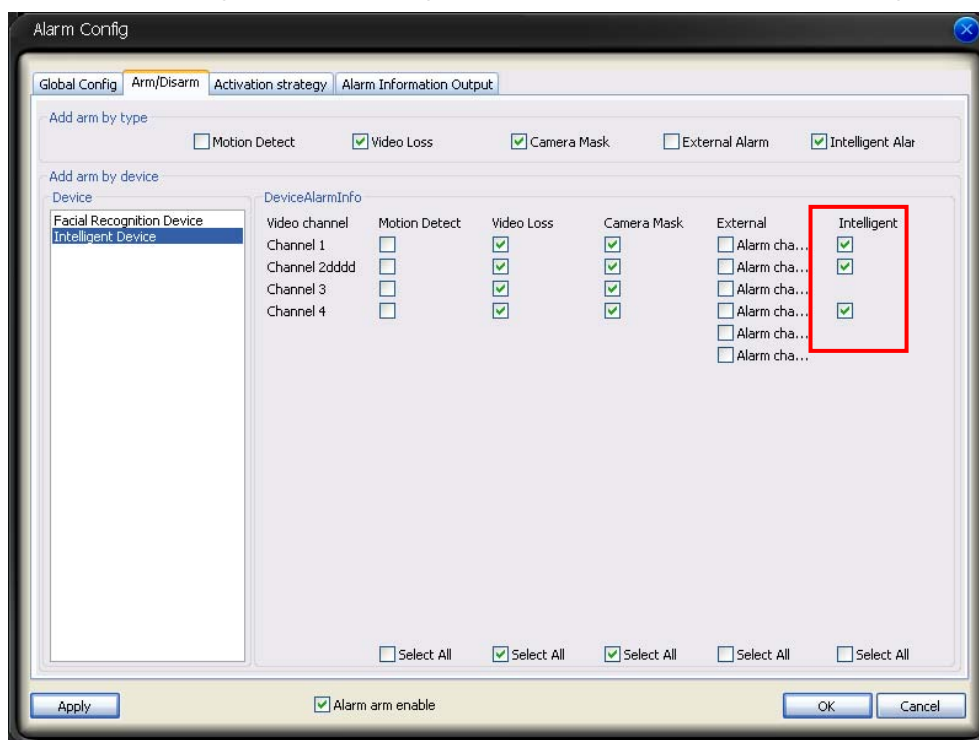 Alarm Config
Global Config Arm/Disarm Activation strategy Alarm Information Output
Add arm by type
Motion Detect Video Loss Camera Mask External Alarm Intelligent Alar
Add arm by device
Device DeviceAlarmInfo
Facial Recognition Device
Intelligent Device
Video channel Motion Detect Video Loss Camera Mask External Intelligent
Channel 1 Alarm cha...
Channel 2dddd Alarm cha...
Channel 3 Alarm cha...
Channel 4 Alarm cha...
Alarm cha...
Alarm cha...
Select All Select All Select All Select All Select All
Apply Alarm arm enable OK Cancel